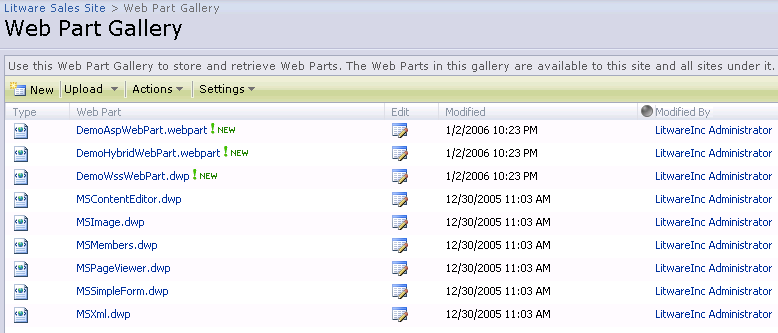 Litware Sales Site > Web Part Gallery
Web Part Gallery
Use this Web Part Gallery to store and retrieve Web Parts. The Web Parts in this gallery are available to this site and all sites under it.
New Upload Actions Settings
Type Web Part Edit Modified Modified By
DemoAspWebPart.webpart ! NEW 1/2/2006 10:23 PM LitwareInc Administrator
DemoHybridWebPart.webpart ! NEW 1/2/2006 10:23 PM LitwareInc Administrator
DemoWssWebPart.dwp ! NEW 1/2/2006 10:23 PM LitwareInc Administrator
MSContentEditor.dwp 12/30/2005 11:03 AM LitwareInc Administrator
MSImage.dwp 12/30/2005 11:03 AM LitwareInc Administrator
MSMembers.dwp 12/30/2005 11:03 AM LitwareInc Administrator
MSPageViewer.dwp 12/30/2005 11:03 AM LitwareInc Administrator
MSSimpleForm.dwp 12/30/2005 11:03 AM LitwareInc Administrator
MSXml.dwp 12/30/2005 11:03 AM LitwareInc Administrator